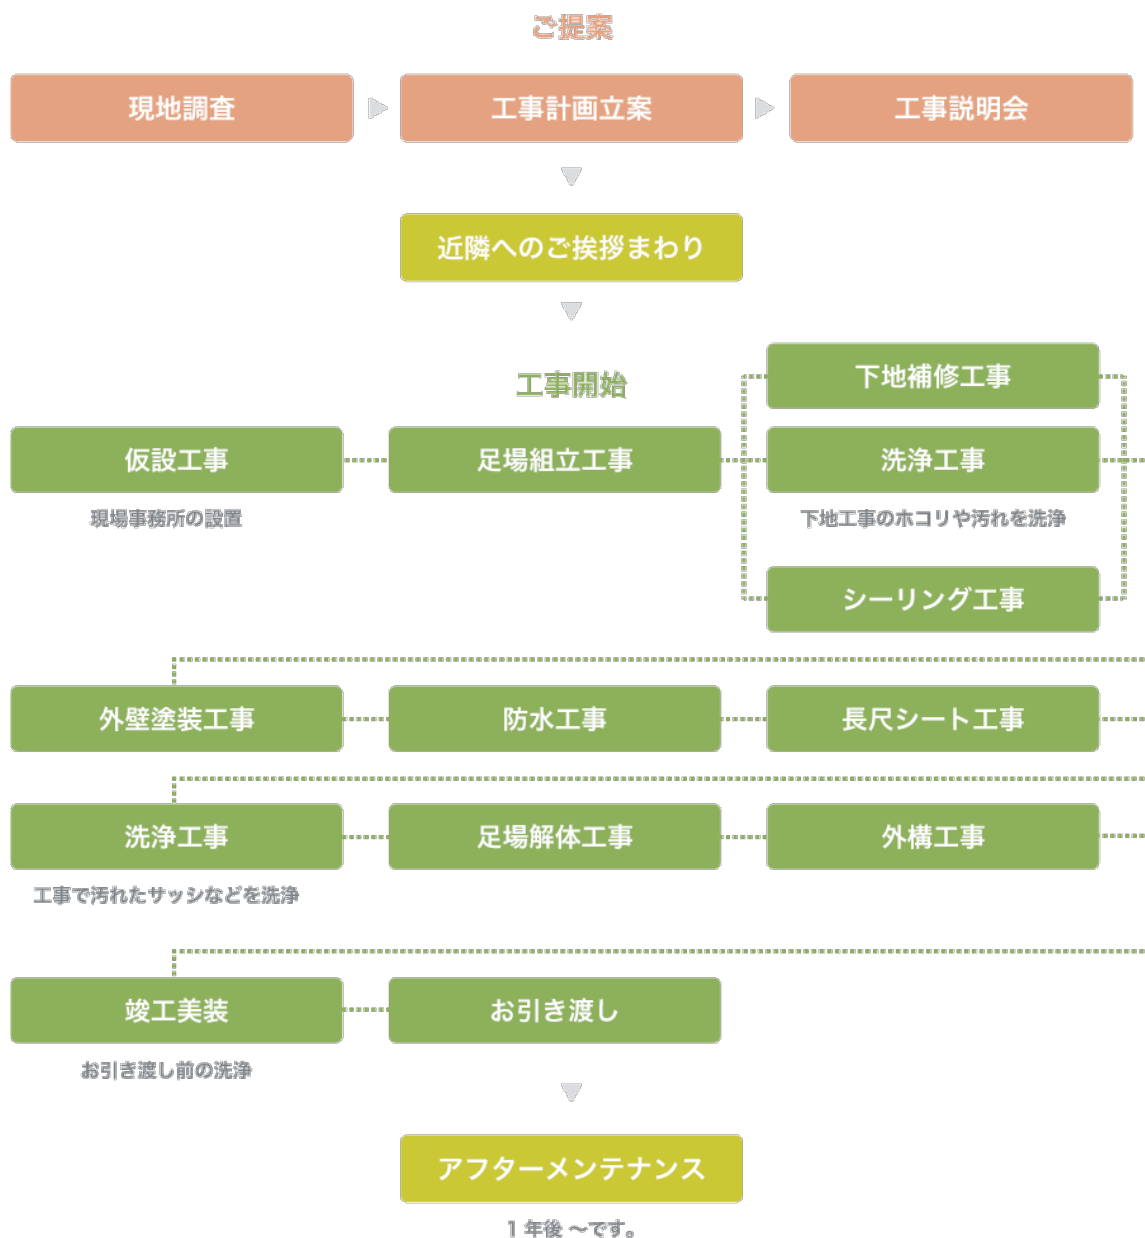 ご提案
現地調査
工事計画立案
工事説明会
近隣へのご挨拶まわり
工事開始
仮設工事
現場事務所の設置
足場組立工事
下地補修工事
洗浄工事
下地工事のホコリや汚れを洗浄
シーリング工事
外壁塗装工事
防水工事
長尺シート工事
洗浄工事
工事で汚れたサッシなどを洗浄
足場解体工事
外構工事
竣工美装
お引き渡し前の洗浄
お引き渡し
アフターメンテナンス
1 年後 〜です。